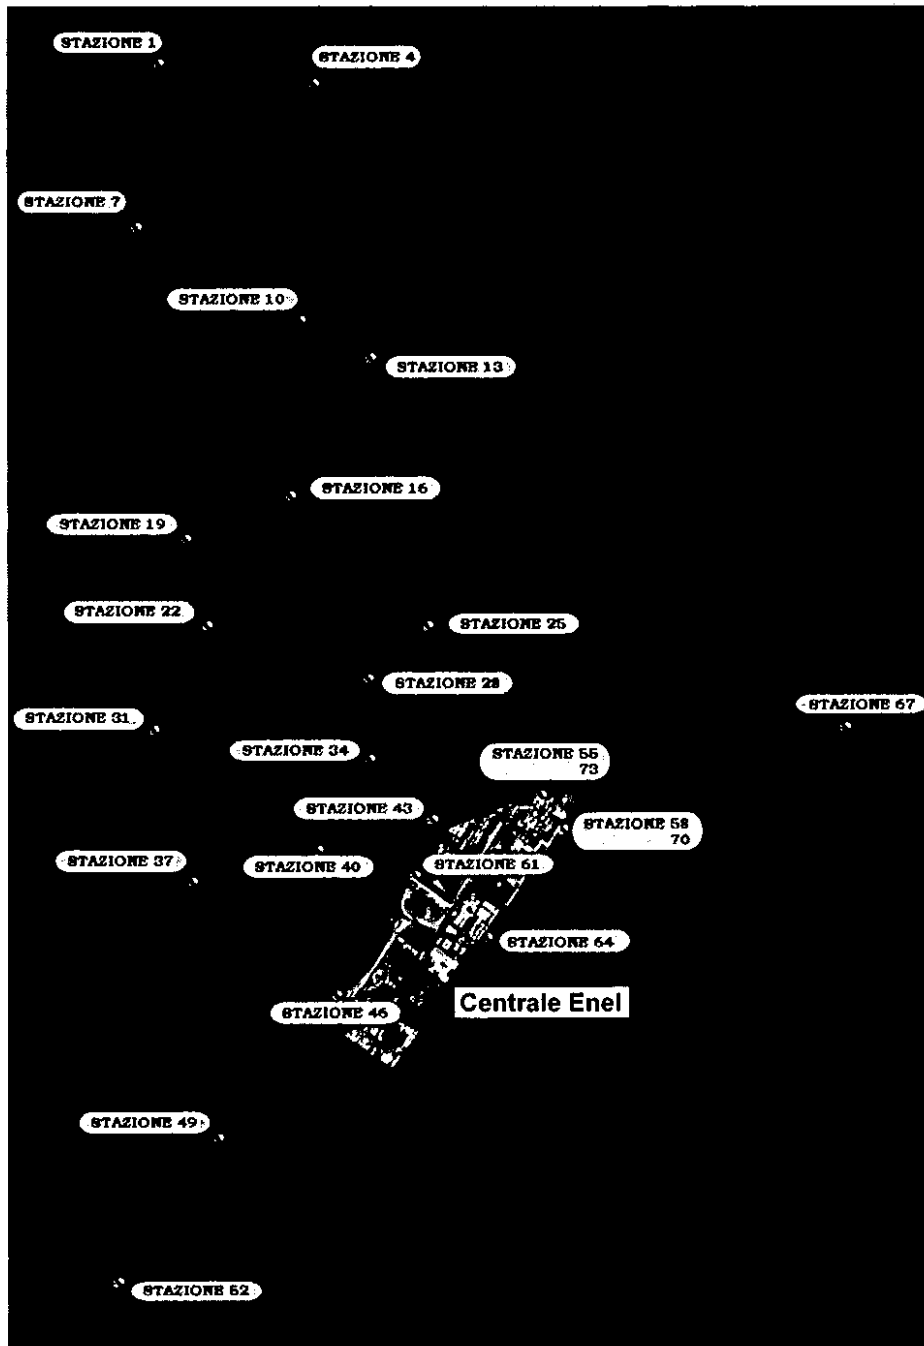 STAZIONE 1
STAZIONE 4
STAZIONE 7
STAZIONE 10
STAZIONE 13
STAZIONE 16
STAZIONE 19
STAZIONE 22
STAZIONE 25
STAZIONE 28
STAZIONE 67
STAZIONE 31
STAZIONE 34
STAZIONE 55
73
STAZIONE 43
STAZIONE 58
70
STAZIONE 37
STAZIONE 40
STAZIONE 61
STAZIONE 64
Centrale Enel
STAZIONE 46
STAZIONE 49
STAZIONE 52